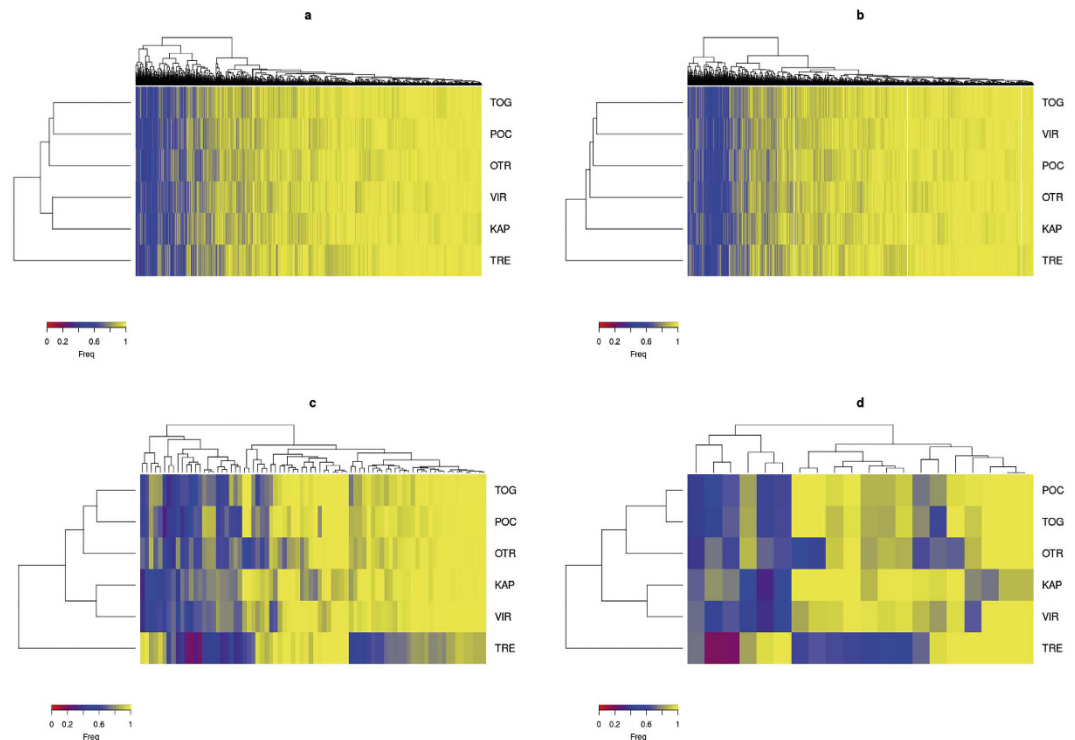 a
TOG
POC
OTR
VIR
KAP
TRE
0 0.2 0.6 1
Freq
b
TOG
VIR
POC
OTR
KAP
TRE
0 0.2 0.6 1
Freq
c
TOG
POC
OTR
KAP
VIR
TRE
0 0.2 0.6 1
Freq
d
POC
TOG
OTR
KAP
VIR
TRE
0 0.2 0.6 1
Freq